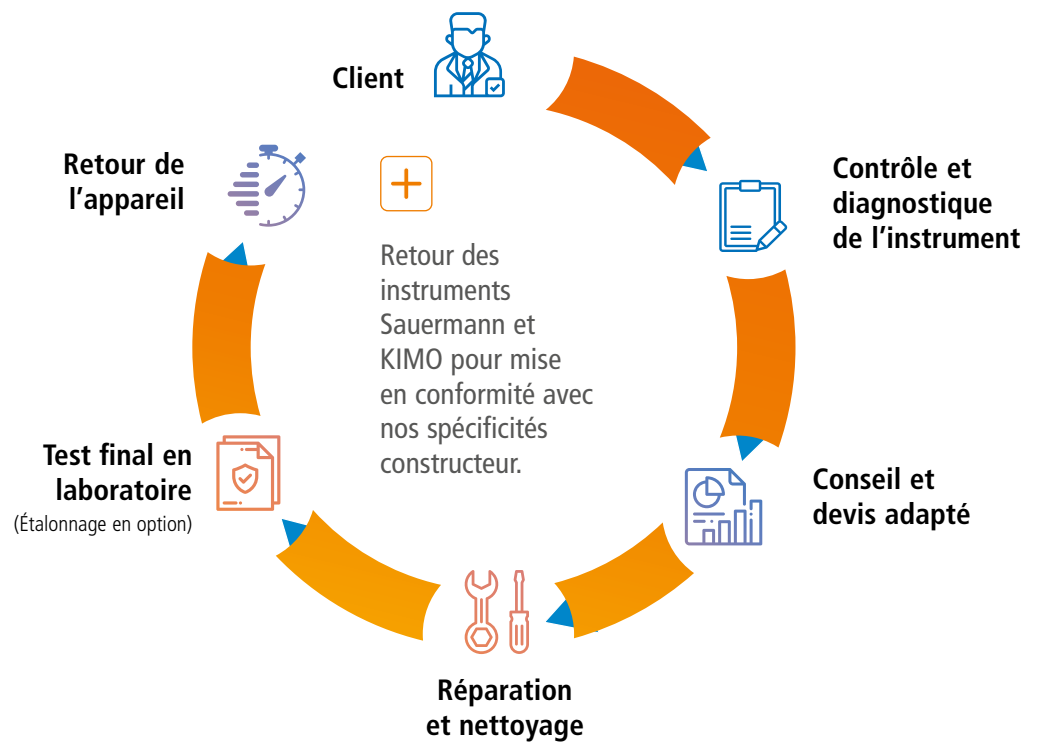 Client
Contrôle et
diagnostique
de l’instrument
Conseil et
devis adapté
Réparation
et nettoyage
Test final en
laboratoire
(Étalonnage en option)
Retour de
l’appareil
Retour des
instruments
Sauermann et
KIMO pour mise
en conformité avec
nos spécificités
constructeur.